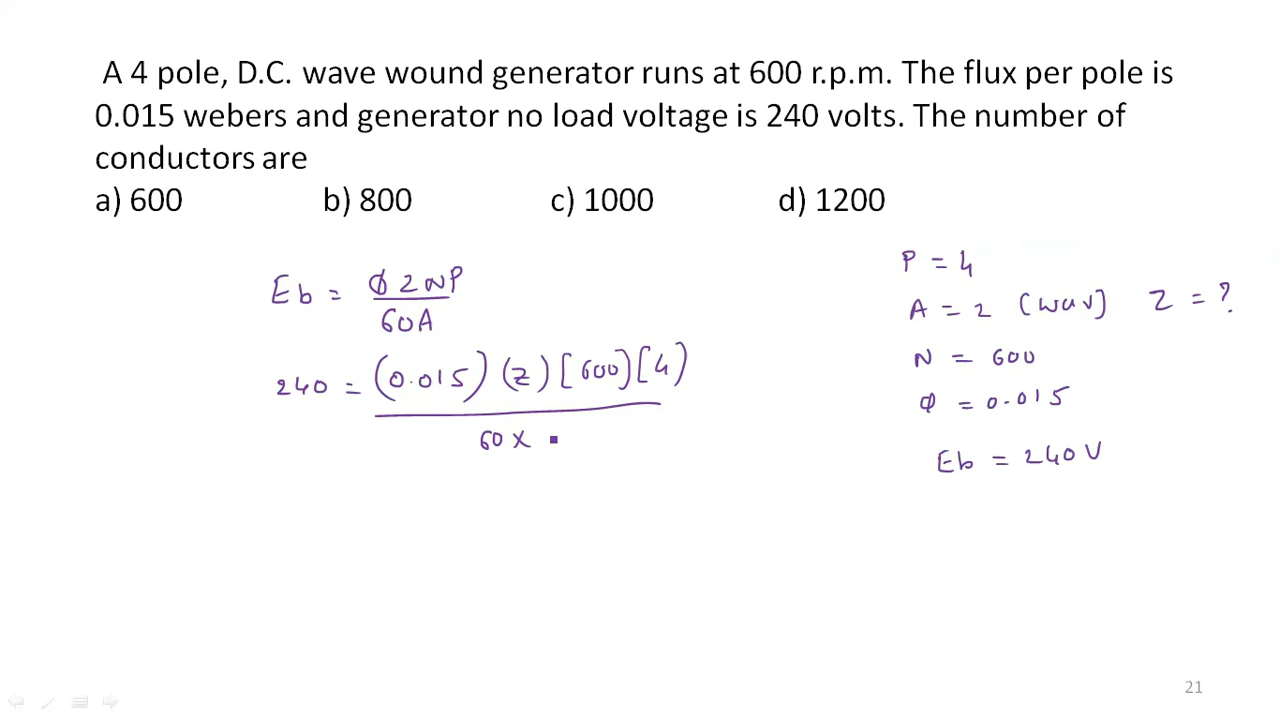 A 4 pole, D.C. wave wound generator runs at 600 r.p.m. The flux per pole is
0.015 webers and generator no load voltage is 240 volts. The number of
conductors are
a) 600 b) 800 c) 1000 d) 1200
Eb = φZNP
60A
240 = (0.015) (z) [600] [4)
60 x
P = 4
A = 2 (wav) Z = ?
N = 600
φ = 0.015
Eb = 240 V
21